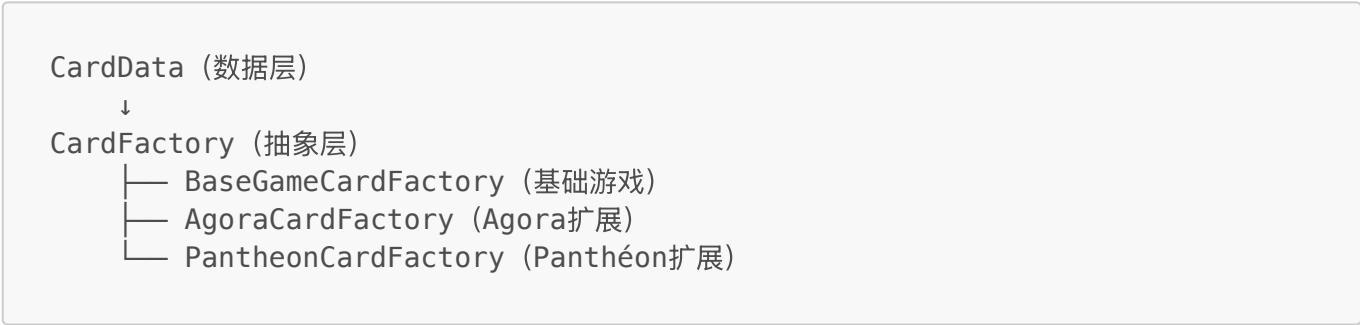 CardData (数据层)
↓
CardFactory (抽象层)
├── BaseGameCardFactory (基础游戏)
├── AgoraCardFactory (Agora扩展)
└── PantheonCardFactory (Panthéon扩展)